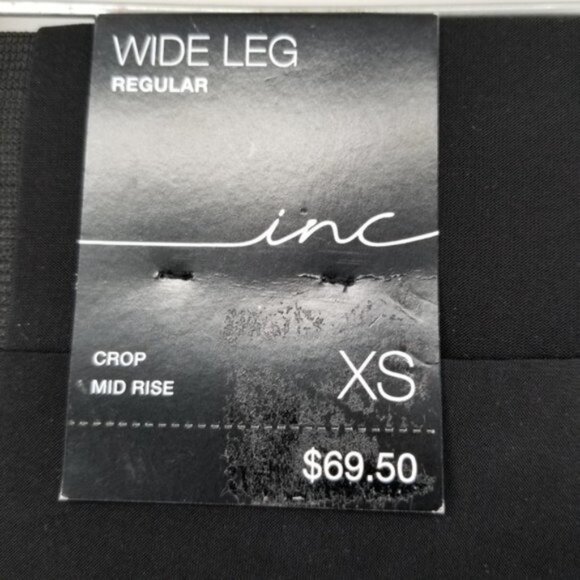 WIDE LEG
REGULAR
inc
CROP
MID RISE
XS
$69.50